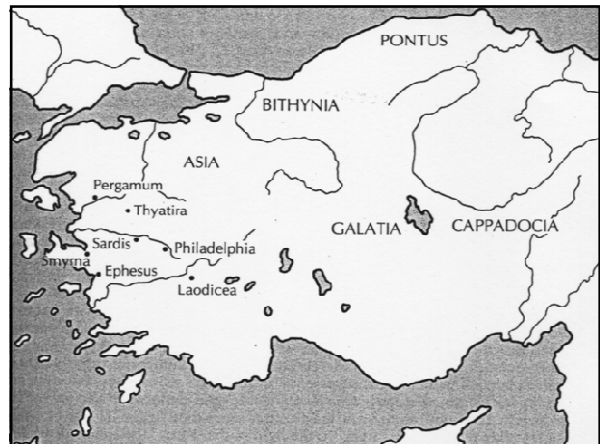 PONTUS
BITHYNIA
ASIA
Pergamum
Thyatira
GALATIA
CAPPADOCIA
Sardis
Philadelphia
Smyrna
Ephesus
Laodicea